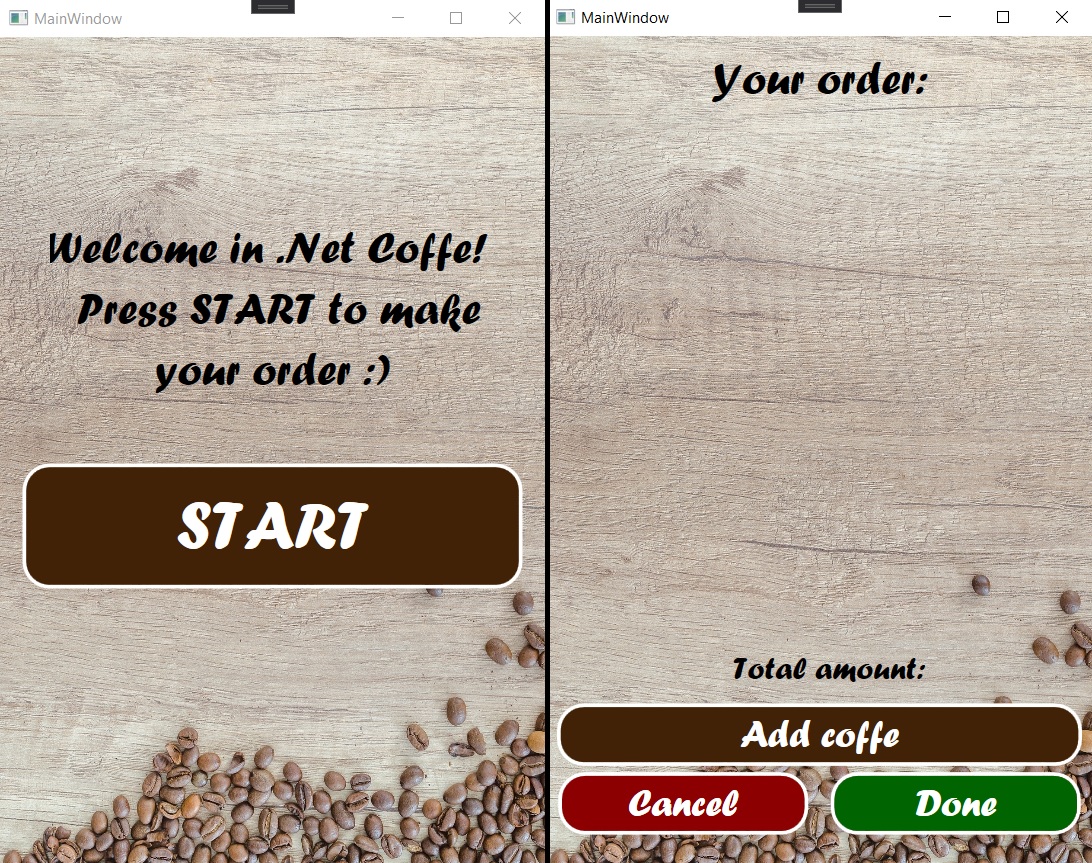 MainWindow
Welcome in .Net Coffe!
Press START to make
your order :)
START
MainWindow
Your order:
Total amount:
Add coffe
Cancel
Done